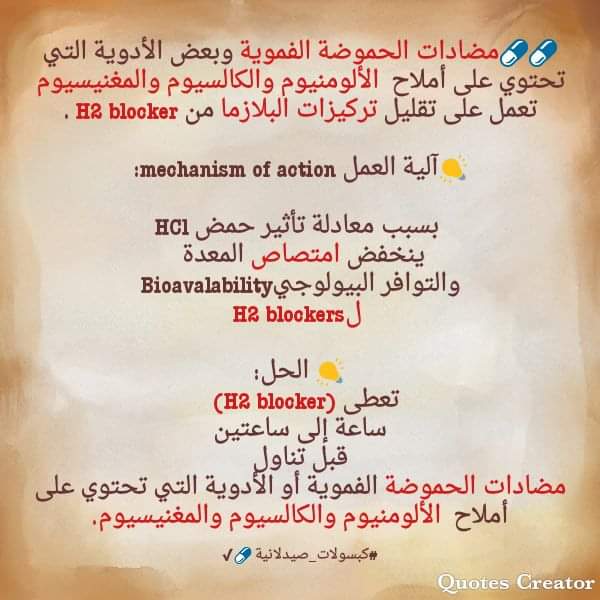 💊💊مضادات الحموضة الفموية وبعض الأدوية التي
تحتوي على أملاح الألومنيوم والكالسيوم والمغنيسيوم
تعمل على تقليل تركيزات البلازما من H2 blocker .
💡آلية العمل mechanism of action:
بسبب معادلة تأثير حمض HCl
ينخفض امتصاص المعدة
والتوافر البيولوجيBioavalability
لH2 blockers
💡 الحل:
تعطى (H2 blocker)
ساعة إلى ساعتين
قبل تناول
مضادات الحموضة الفموية أو الأدوية التي تحتوي على
أملاح الألومنيوم والكالسيوم والمغنيسيوم.
#كبسولات_صيدلانية 💊✔
Quotes Creator